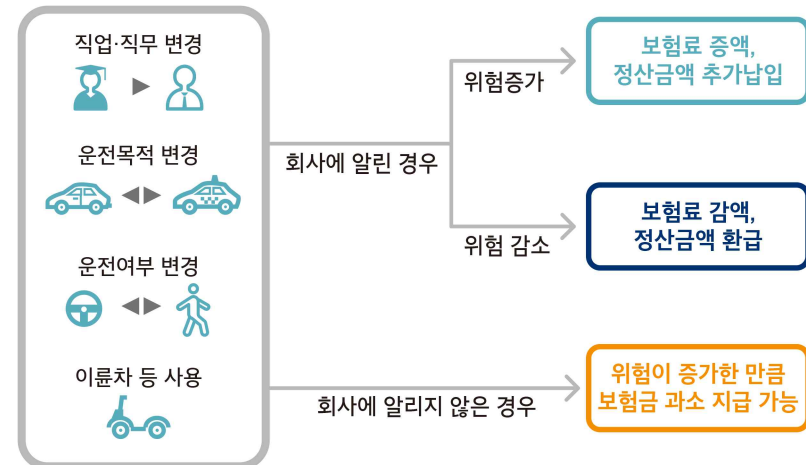 직업·직무 변경
운전목적 변경
운전여부 변경
이륜차 등 사용
회사에 알린 경우
위험증가
보험료 증액,
정산금액 추가납입
위험 감소
보험료 감액,
정산금액 환급
회사에 알리지 않은 경우
위험이 증가한 만큼
보험금 과소 지급 가능